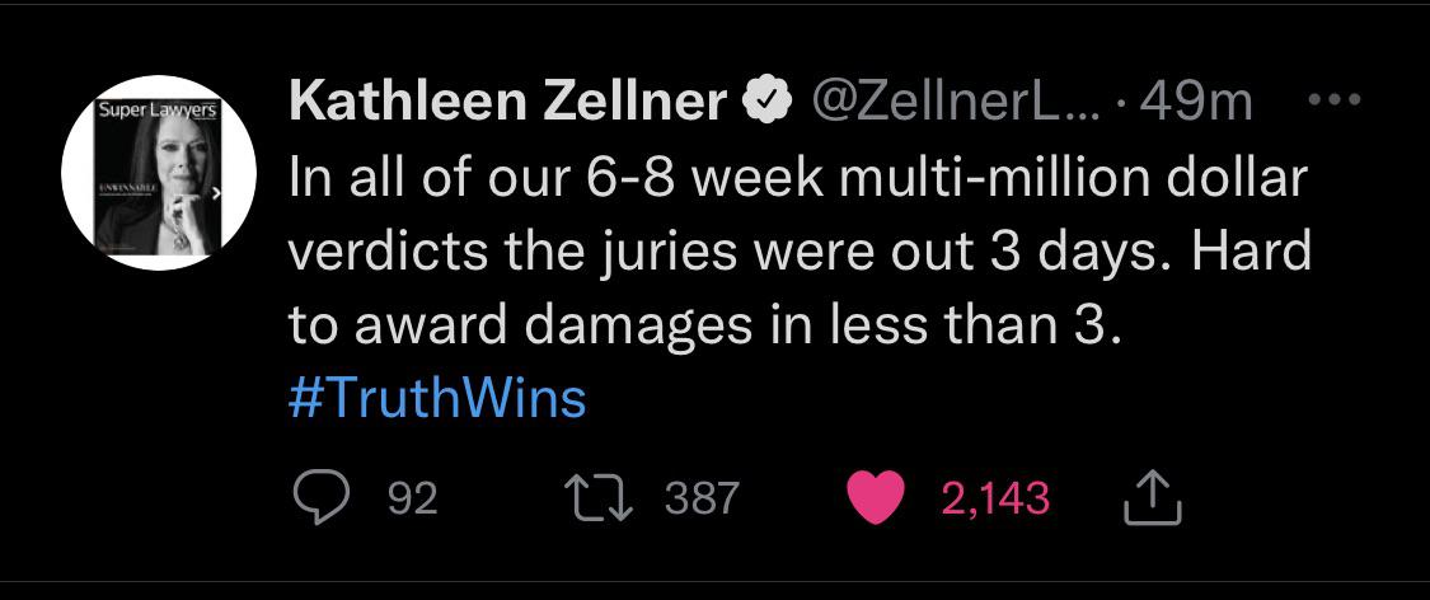 Super Lawyers
UNWINNABLE
Kathleen Zellner @ZellnerL... · 49m
In all of our 6-8 week multi-million dollar
verdicts the juries were out 3 days. Hard
to award damages in less than 3.
#TruthWins
92 387 2,143